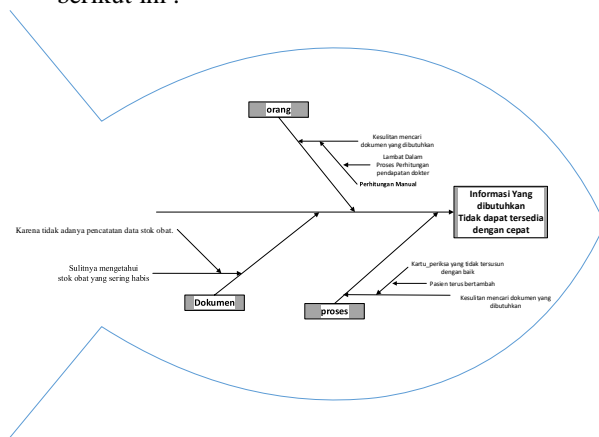 berikut ini :
orang
Kesulitan mencari
dokumen yang dibutuhkan
Lambat Dalam
Proses Perhitungan
pendapatan dokter
Perhitungan Manual
Informasi Yang
dibutuhkan
Tidak dapat tersedia
dengan cepat
Karena tidak adanya pencatatan data stok obat.
Sulitnya mengetahui
stok obat yang sering habis
Dokumen
Kartu_periksa yang tidak tersusun
dengan baik
Pasien terus bertambah
Kesulitan mencari dokumen yang
dibutuhkan
proses